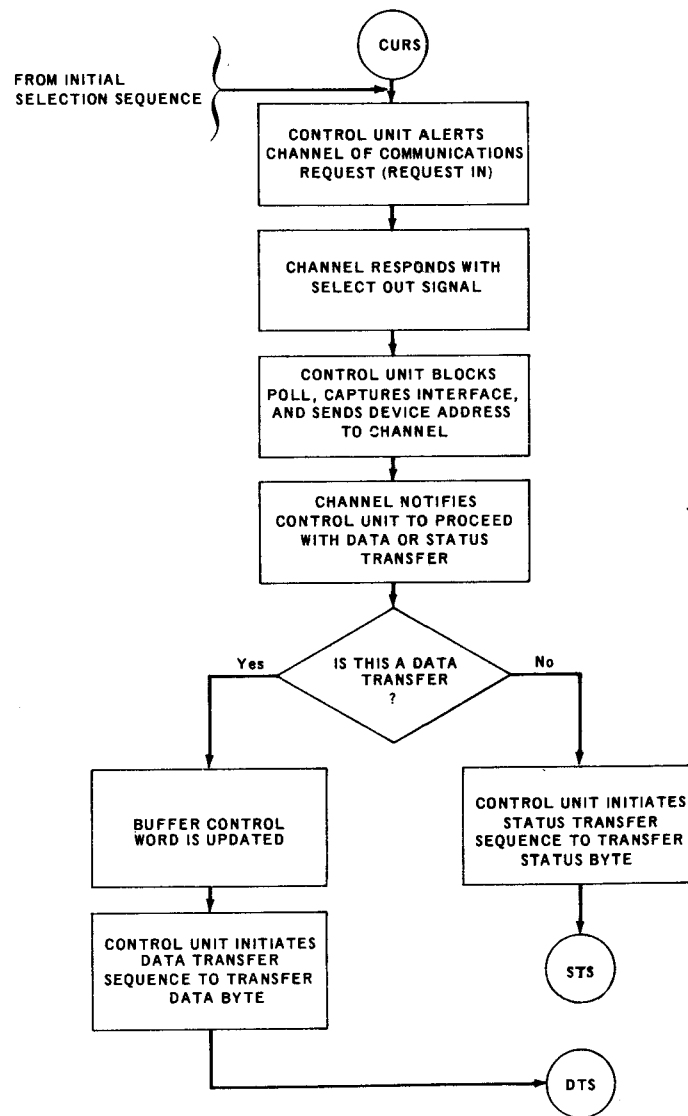 CURS
FROM INITIAL
SELECTION SEQUENCE
CONTROL UNIT ALERTS
CHANNEL OF COMMUNICATIONS
REQUEST (REQUEST IN)
CHANNEL RESPONDS WITH
SELECT OUT SIGNAL
CONTROL UNIT BLOCKS
POLL, CAPTURES INTERFACE,
AND SENDS DEVICE ADDRESS
TO CHANNEL
CHANNEL NOTIFIES
CONTROL UNIT TO PROCEED
WITH DATA OR STATUS
TRANSFER
Yes
IS THIS A DATA
TRANSFER
?
No
BUFFER CONTROL
WORD IS UPDATED
CONTROL UNIT INITIATES
STATUS TRANSFER
SEQUENCE TO TRANSFER
STATUS BYTE
CONTROL UNIT INITIATES
DATA TRANSFER
SEQUENCE TO TRANSFER
DATA BYTE
STS
DTS